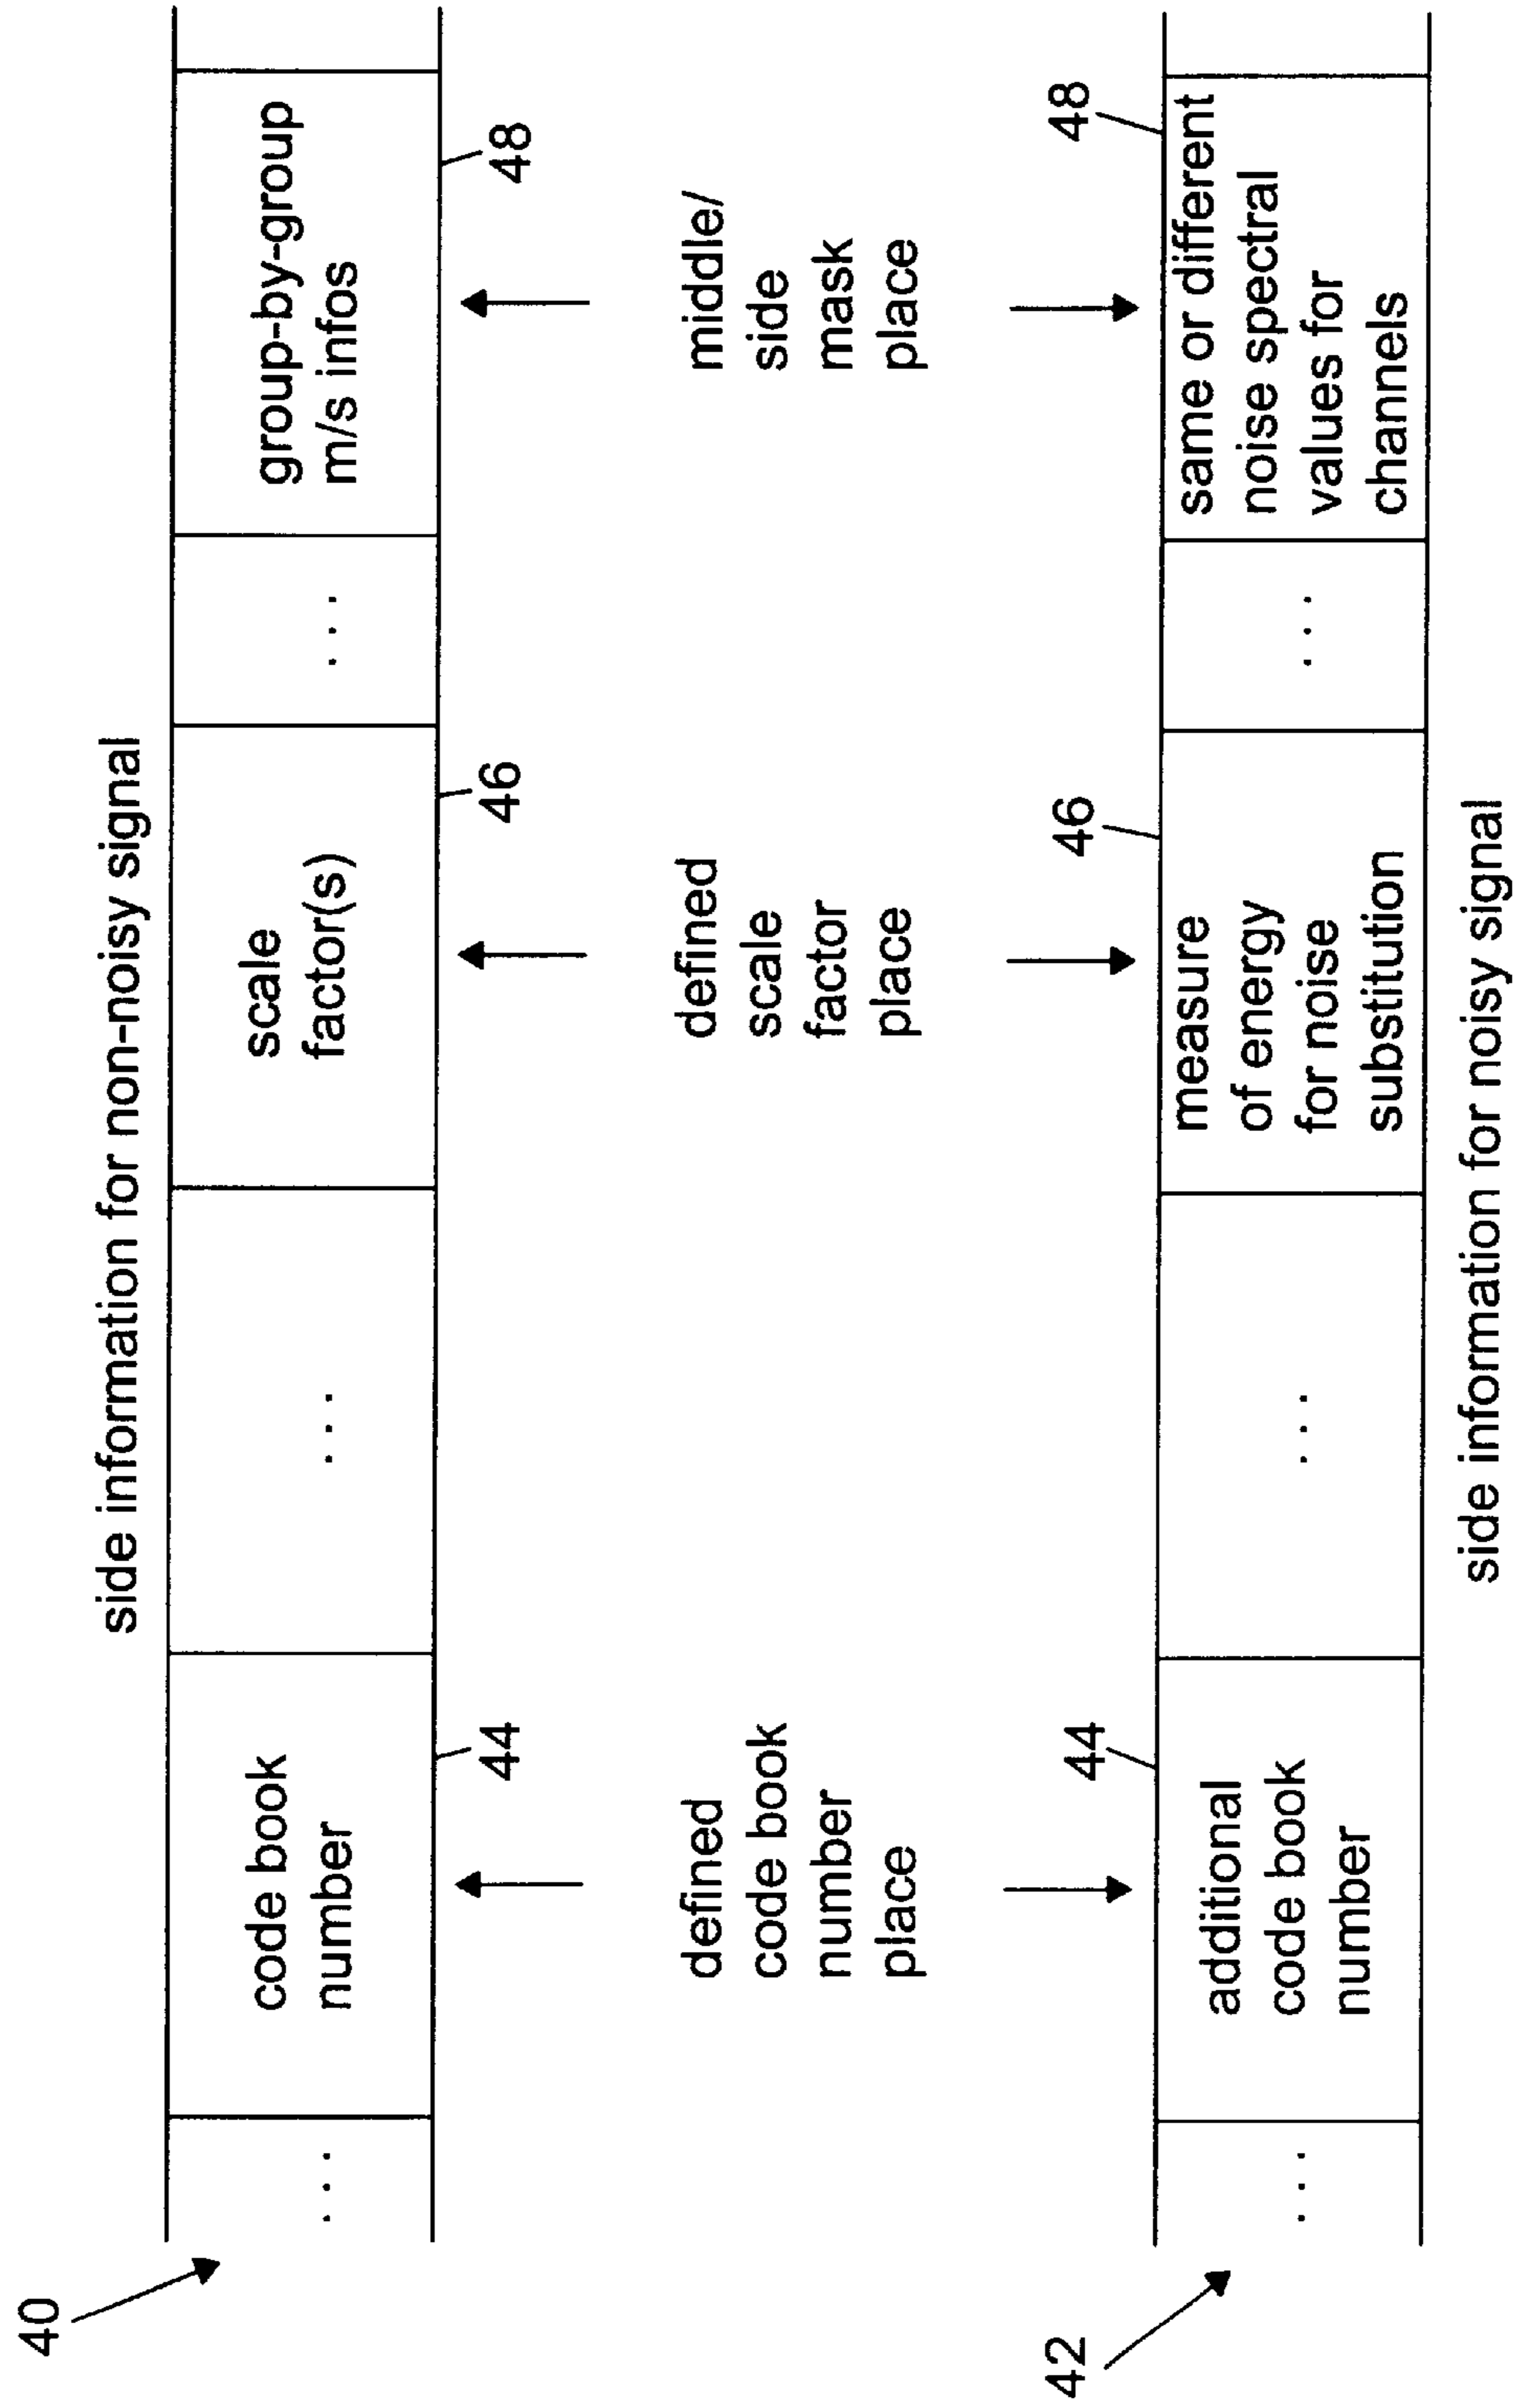 40
side information for non-noisy signal
. . .
code book
number
. . .
scale
factor(s)
. . .
group-by-group
m/s infos
44
46
48
defined
code book
number
place
defined
scale
factor
place
middle/
side
mask
place
42
44
46
48
. . .
additional
code book
number
. . .
measure
of energy
for noise
substitution
. . .
same or different
noise spectral
values for
channels
side information for noisy signal